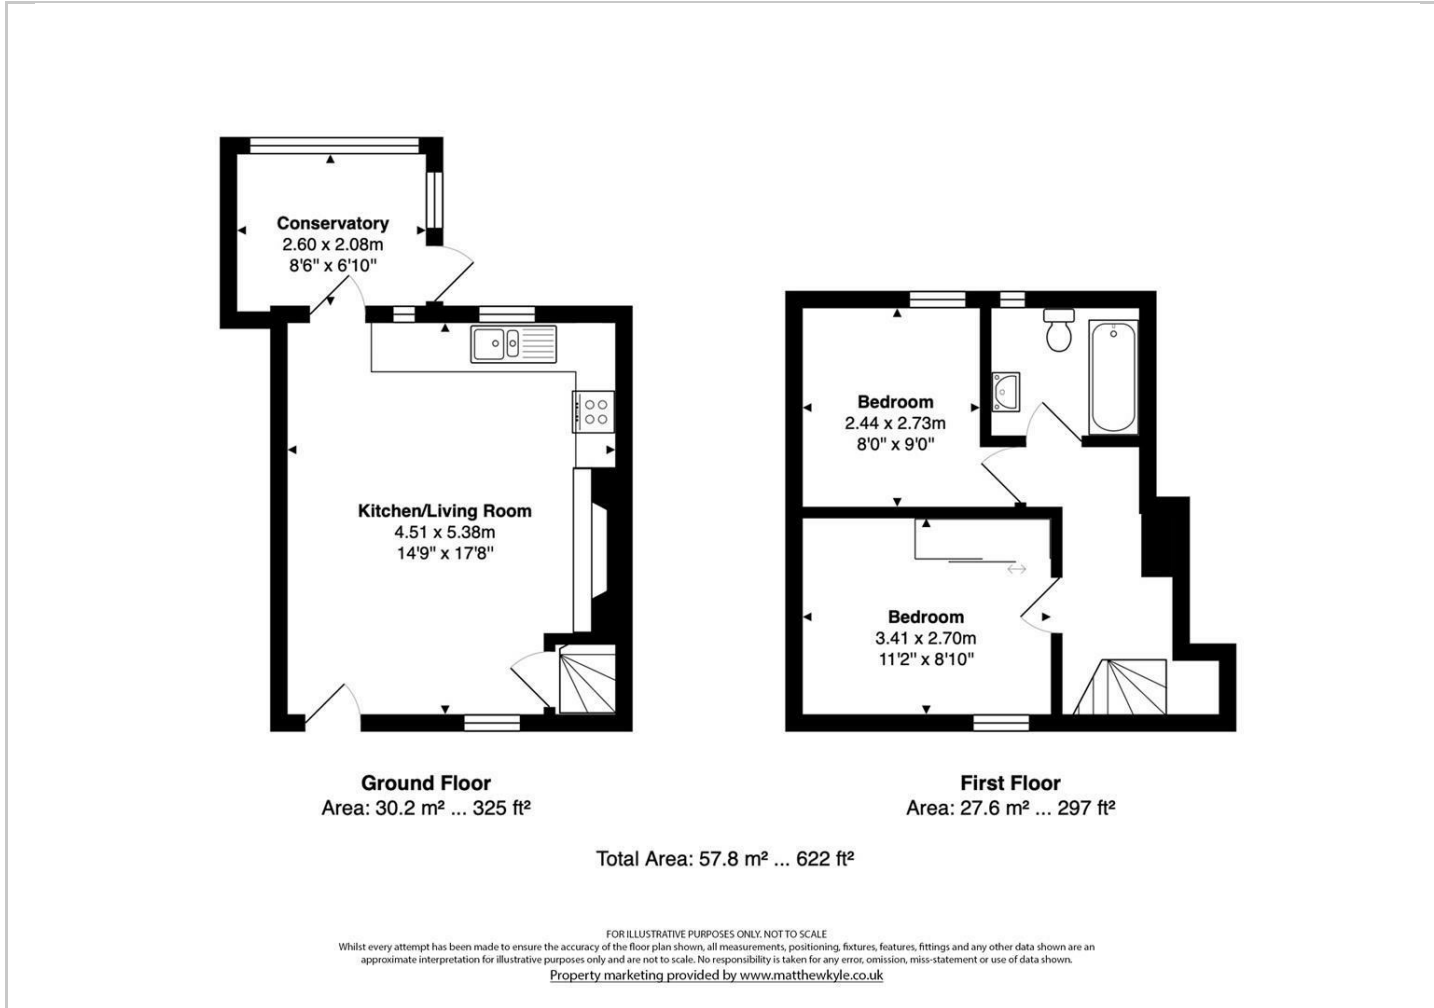 Conservatory
2.60 x 2.08m
8'6" x 6'10"
Kitchen/Living Room
4.51 x 5.38m
14'9" x 17'8"
Bedroom
2.44 x 2.73m
8'0" x 9'0"
Bedroom
3.41 x 2.70m
11'2" x 8'10"
Ground Floor
Area: 30.2 m² ... 325 ft²
First Floor
Area: 27.6 m² ... 297 ft²
Total Area: 57.8 m² ... 622 ft²
FOR ILLUSTRATIVE PURPOSES ONLY. NOT TO SCALE
Whilst every attempt has been made to ensure the accuracy of the floor plan shown, all measurements, positioning, fixtures, features, fittings and any other data shown are an
approximate interpretation for illustrative purposes only and are not to scale. No responsibility is taken for any error, omission, miss-statement or use of data shown.
Property marketing provided by www.matthewkyle.co.uk